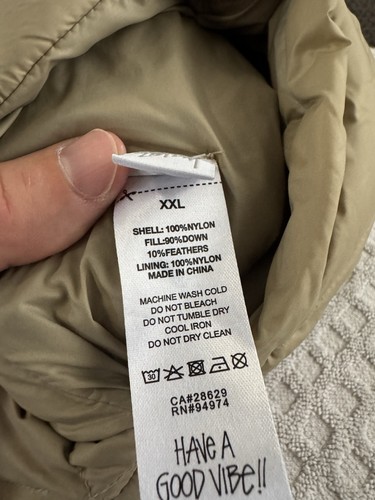 XXL
SHELL: 100%NYLON
FILL:90%DOWN
10%FEATHERS
LINING: 100%NYLON
MADE IN CHINA
MACHINE WASH COLD
DO NOT BLEACH
DO NOT TUMBLE DRY
COOL IRON
DO NOT DRY CLEAN
30
CA#28629
RN#94974
HAVE A
GOOD VIBE!!